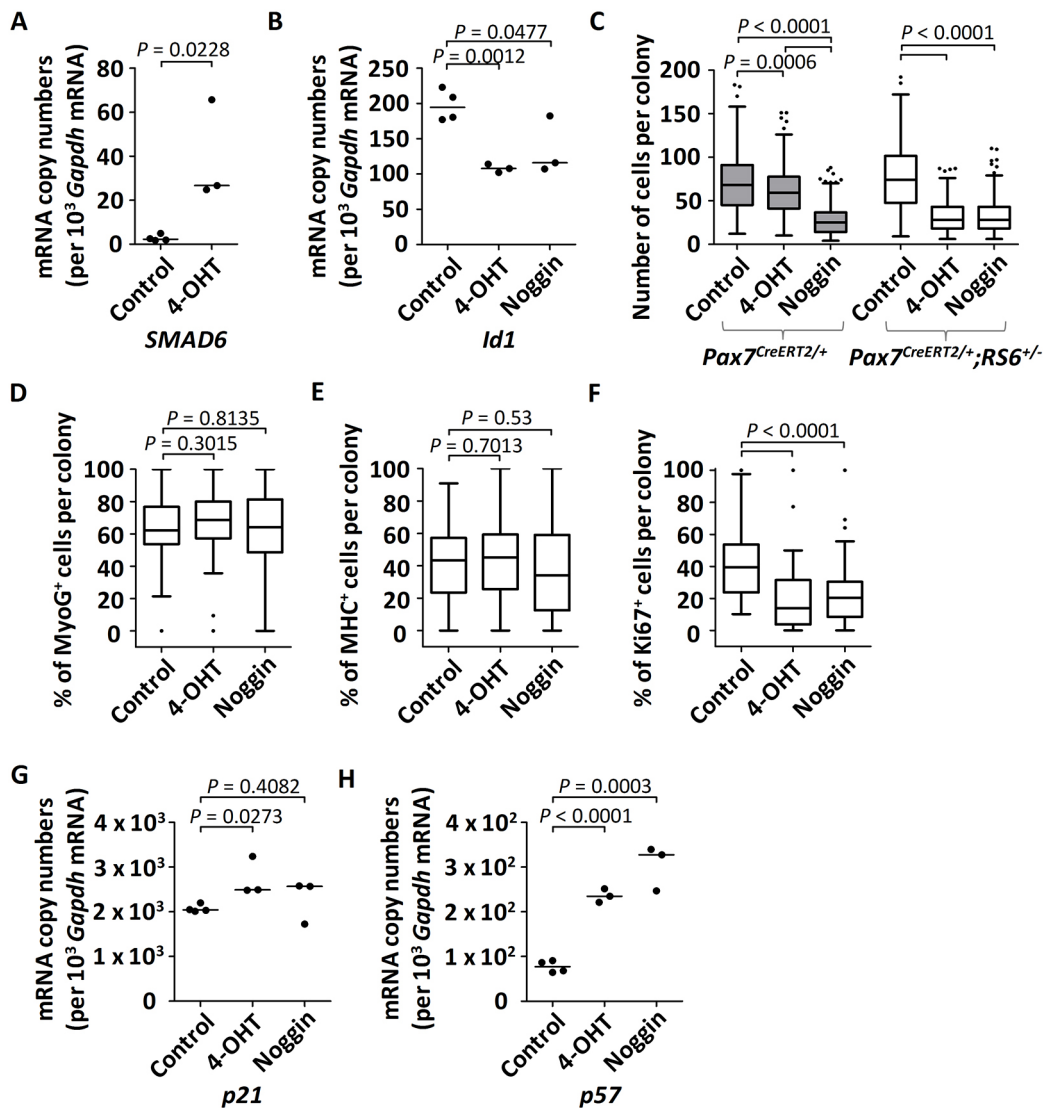 A
P = 0.0228
mRNA copy numbers
(per 10³ Gapdh mRNA)
80
60
40
20
0
Control
4-OHT
SMAD6
B
P = 0.0477
P = 0.0012
mRNA copy numbers
(per 10³ Gapdh mRNA)
250
200
150
100
50
0
Control
4-OHT
Noggin
Id1
C
P < 0.0001
P = 0.0006
P < 0.0001
Number of cells per colony
200
150
100
50
0
Control
4-OHT
Noggin
Control
4-OHT
Noggin
Pax7CreERT2/+
Pax7CreERT2/+;RS6+/-
D
P = 0.8135
P = 0.3015
% of MyoG⁺ cells per colony
100
80
60
40
20
0
Control
4-OHT
Noggin
E
P = 0.53
P = 0.7013
% of MHC⁺ cells per colony
100
80
60
40
20
0
Control
4-OHT
Noggin
F
P < 0.0001
% of Ki67⁺ cells per colony
100
80
60
40
20
0
Control
4-OHT
Noggin
G
P = 0.4082
P = 0.0273
mRNA copy numbers
(per 10³ Gapdh mRNA)
4 x 10³
3 x 10³
2 x 10³
1 x 10³
0
Control
4-OHT
Noggin
p21
H
P = 0.0003
P < 0.0001
mRNA copy numbers
(per 10³ Gapdh mRNA)
4 x 10²
3 x 10²
2 x 10²
1 x 10²
0
Control
4-OHT
Noggin
p57